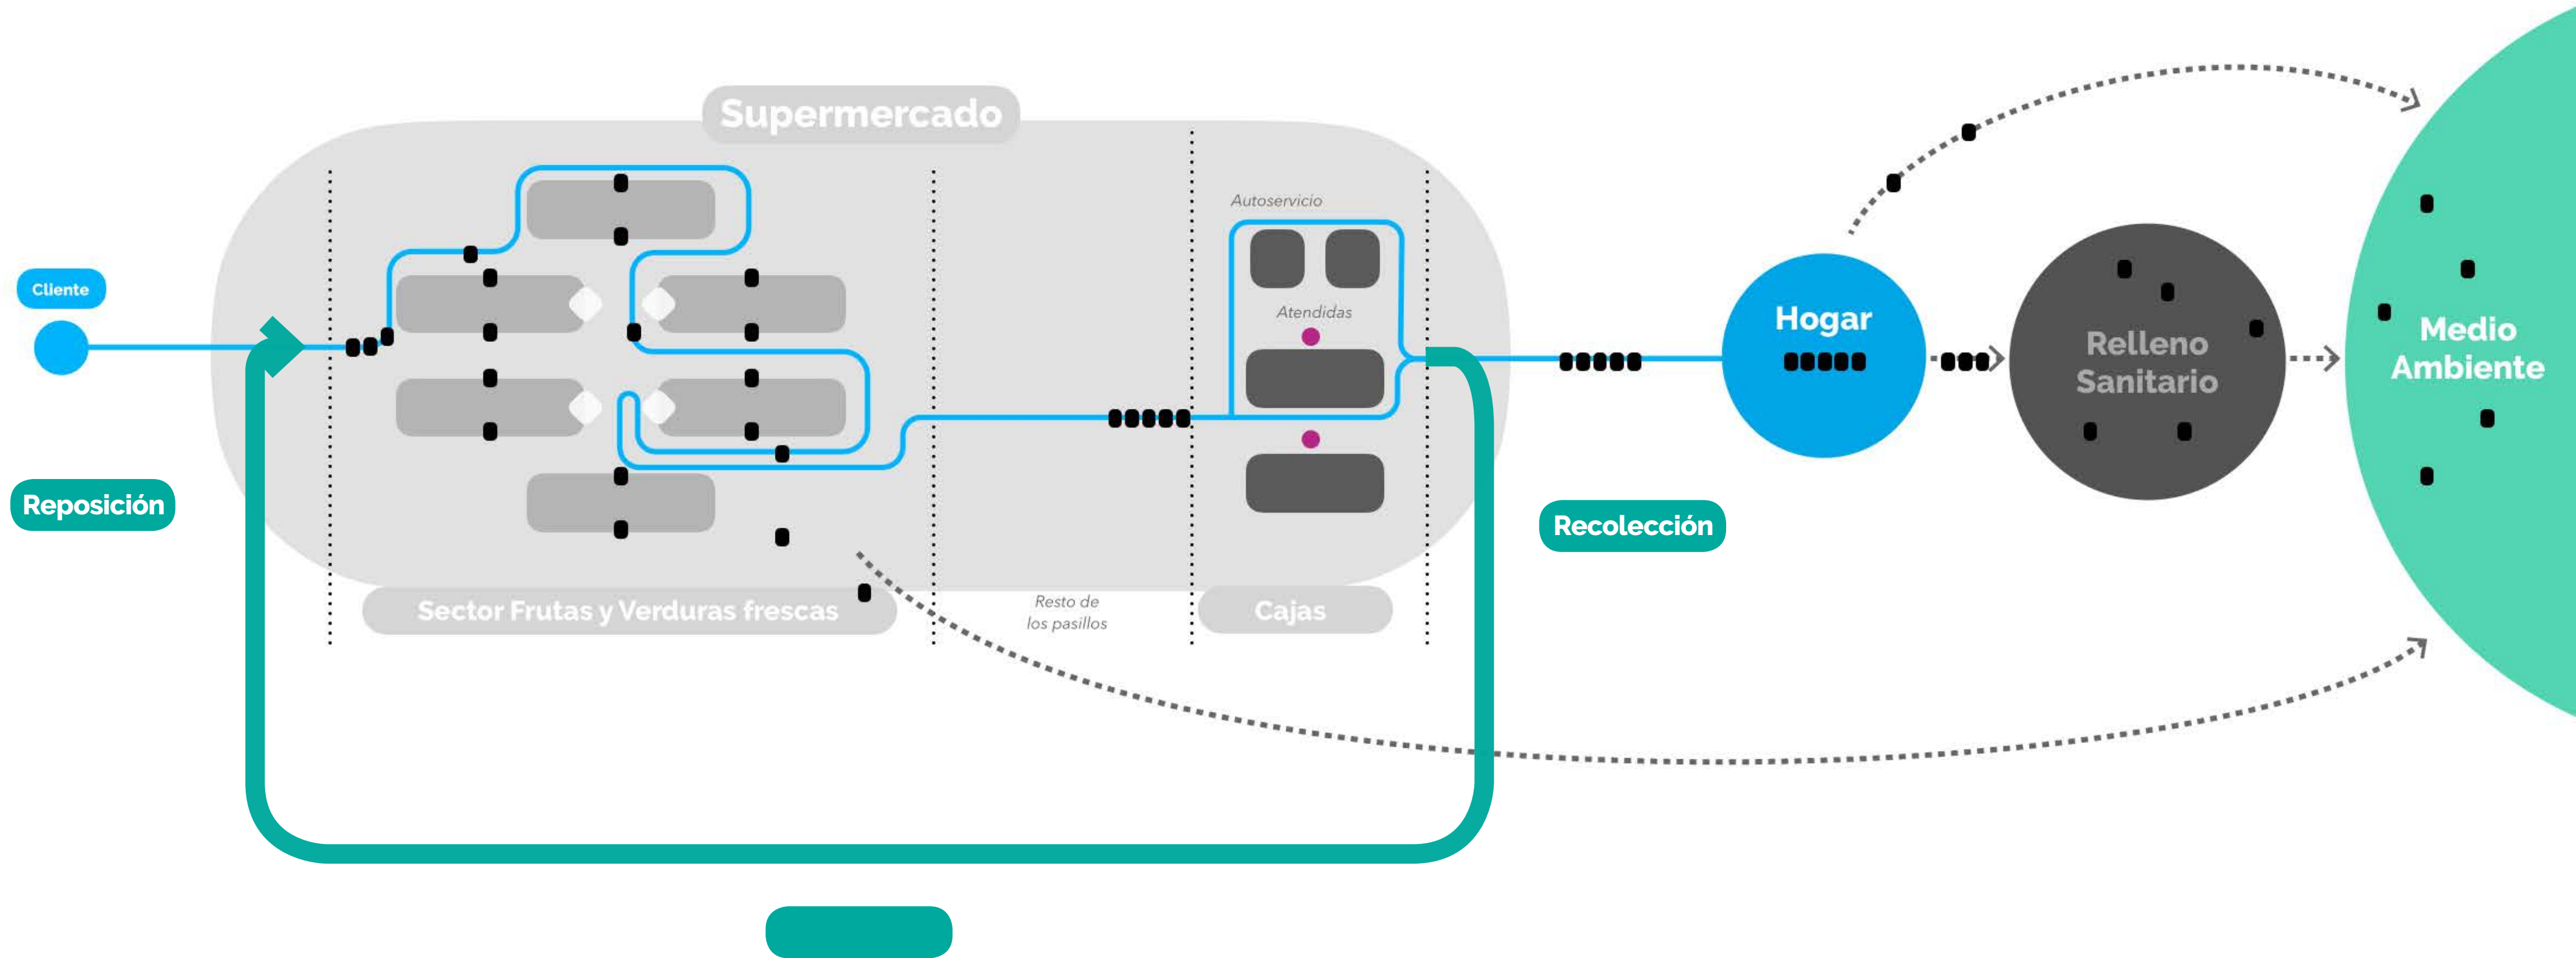 Supermercado
Cliente
Reposición
Autoservicio
Atendidas
Sector Frutas y Verduras frescas
Resto de
los pasillos
Cajas
Recolección
Hogar
Relleno
Sanitario
Medio
Ambiente